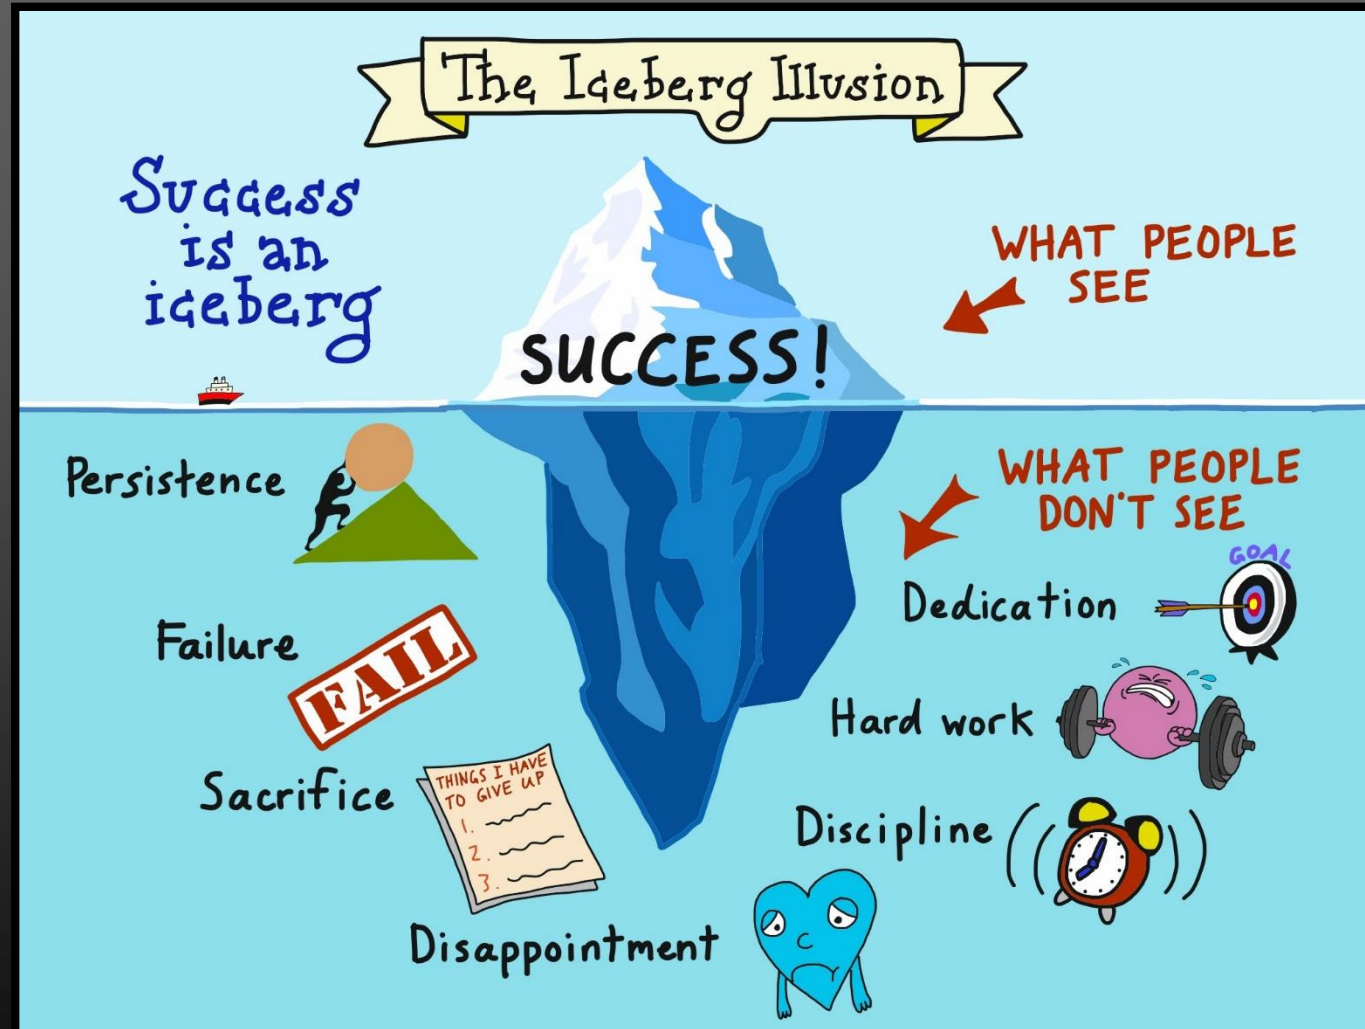 The Iceberg Illusion
Success
is an
iceberg
WHAT PEOPLE
SEE
SUCCESS!
Persistence
WHAT PEOPLE
DON'T SEE
GOAL
Dedication
Failure
FAIL
Hard work
Sacrifice
THINGS I HAVE
TO GIVE UP
1.
2.
3.
Discipline
Disappointment